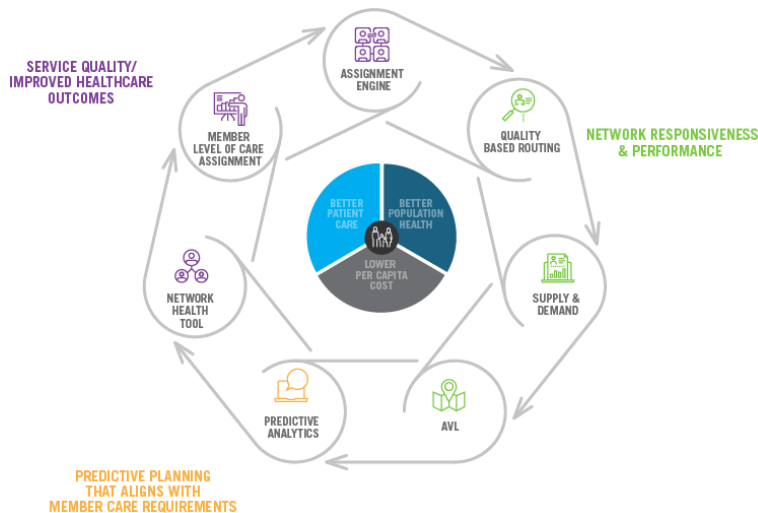 SERVICE QUALITY/
IMPROVED HEALTHCARE
OUTCOMES
ASSIGNMENT
ENGINE
MEMBER
LEVEL OF CARE
ASSIGNMENT
QUALITY
BASED ROUTING
NETWORK RESPONSIVENESS
& PERFORMANCE
BETTER
PATIENT
CARE
BETTER
POPULATION
HEALTH
LOWER
PER CAPITA
COST
NETWORK
HEALTH
TOOL
SUPPLY &
DEMAND
PREDICTIVE
ANALYTICS
AVL
PREDICTIVE PLANNING
THAT ALIGNS WITH
MEMBER CARE REQUIREMENTS